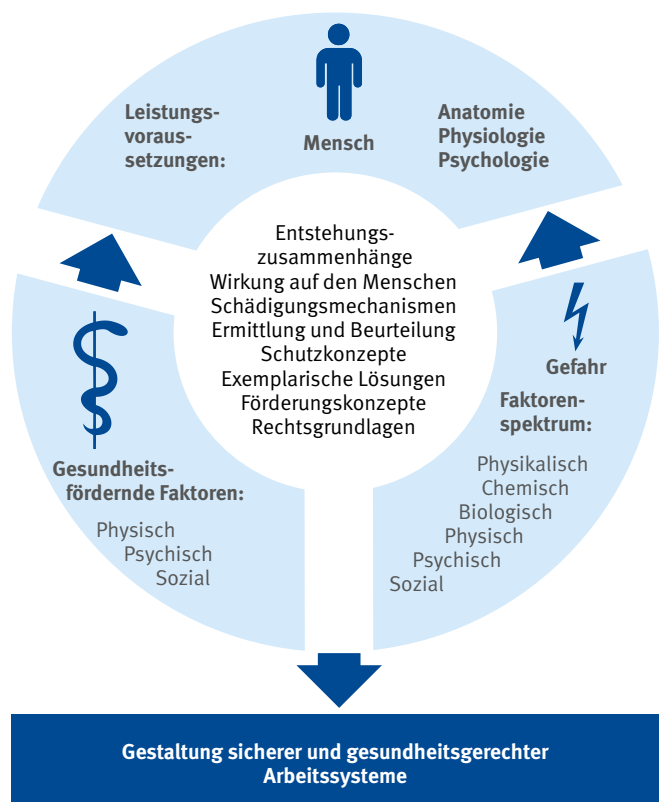 Leistungs-
voraus-
setzungen:
Mensch
Anatomie
Physiologie
Psychologie
Entstehungs-
zusammenhänge
Wirkung auf den Menschen
Schädigungsmechanismen
Ermittlung und Beurteilung
Schutzkonzepte
Exemplarische Lösungen
Förderungskonzepte
Rechtsgrundlagen
Gesundheits-
fördernde Faktoren:
Physisch
Psychisch
Sozial
Gefahr
Faktoren-
spektrum:
Physikalisch
Chemisch
Biologisch
Physisch
Psychisch
Sozial
Gestaltung sicherer und gesundheitsgerechter
Arbeitssysteme